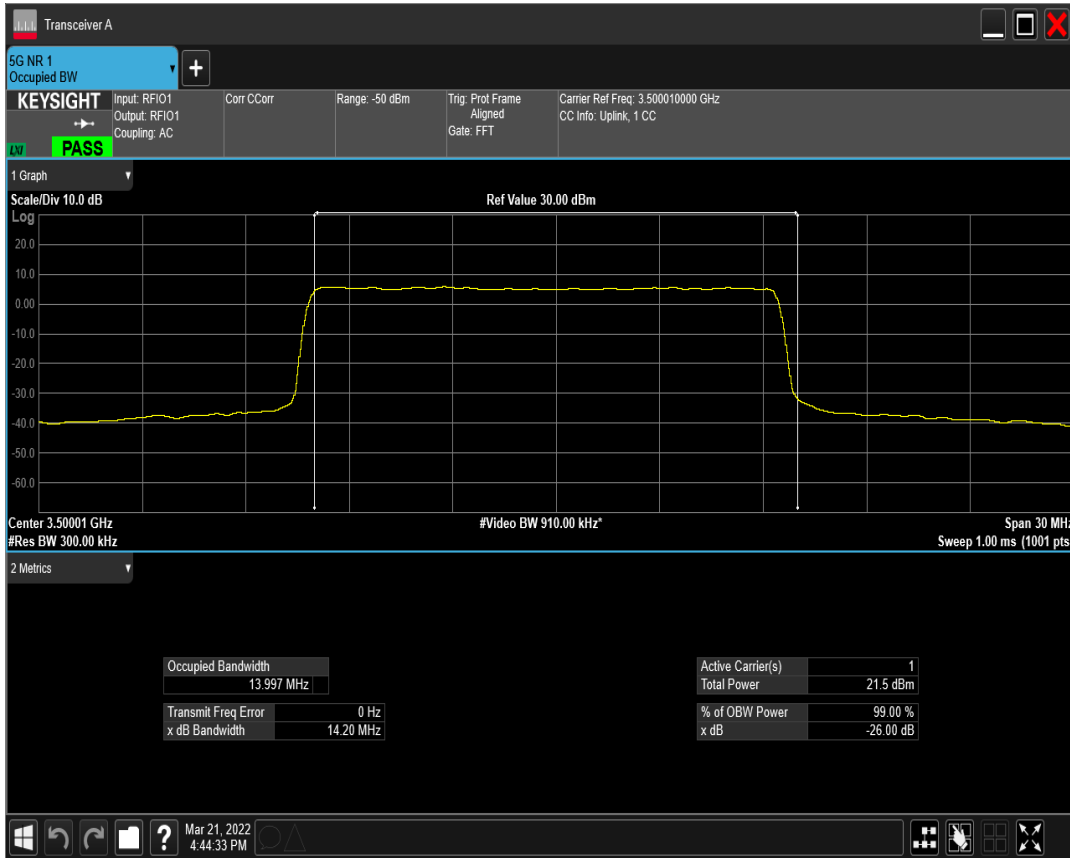 Transceiver A
5G NR 1
Occupied BW
+
KEYSIGHT
LXI
PASS
Input: RFIO1
Output: RFIO1
Coupling: AC
Corr CCorr
Range: -50 dBm
Trig: Prot Frame
Aligned
Gate: FFT
Carrier Ref Freq: 3.500010000 GHz
CC Info: Uplink, 1 CC
1 Graph
Scale/Div 10.0 dB
Ref Value 30.00 dBm
Log
20.0
10.0
0.00
-10.0
-20.0
-30.0
-40.0
-50.0
-60.0
Center 3.50001 GHz
#Video BW 910.00 kHz*
Span 30 MHz
#Res BW 300.00 kHz
Sweep 1.00 ms (1001 pts
2 Metrics
Occupied Bandwidth
13.997 MHz
Transmit Freq Error 0 Hz
x dB Bandwidth 14.20 MHz
Active Carrier(s) 1
Total Power 21.5 dBm
% of OBW Power 99.00 %
x dB -26.00 dB
?
Mar 21, 2022
4:44:33 PM